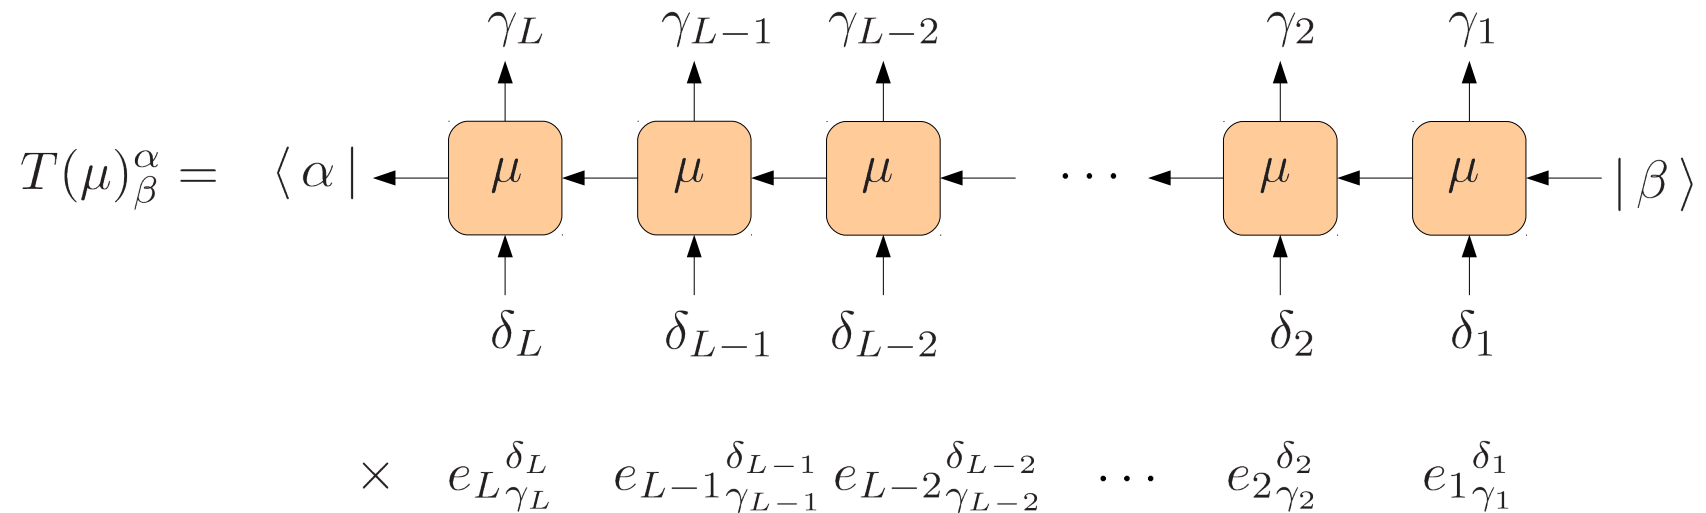 γ_L γ_{L−1} γ_{L−2} γ_2 γ_1
T(μ)^α_β = ⟨ α | μ μ μ ··· μ μ | β ⟩
δ_L δ_{L−1} δ_{L−2} δ_2 δ_1
× e_L^{δ_L}_{γ_L} e_{L−1}^{δ_{L−1}}_{γ_{L−1}} e_{L−2}^{δ_{L−2}}_{γ_{L−2}} ··· e_2^{δ_2}_{γ_2} e_1^{δ_1}_{γ_1}